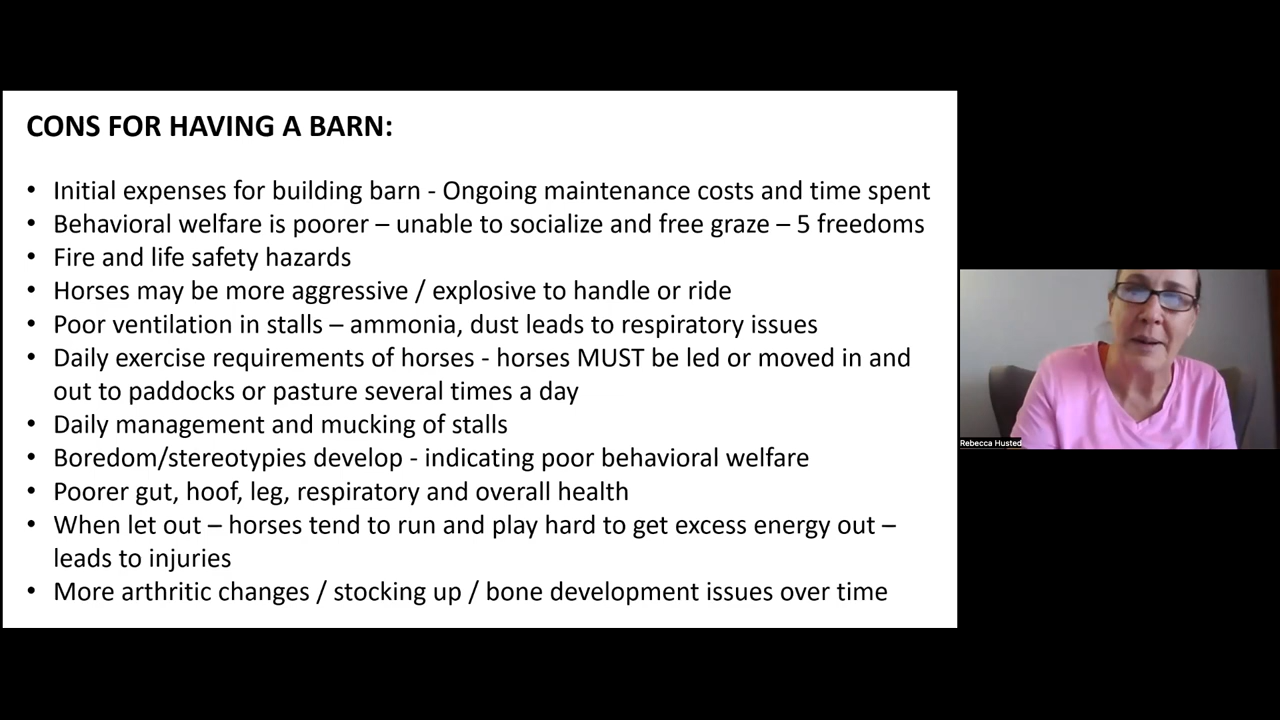 CONS FOR HAVING A BARN:
• Initial expenses for building barn - Ongoing maintenance costs and time spent
• Behavioral welfare is poorer – unable to socialize and free graze – 5 freedoms
• Fire and life safety hazards
• Horses may be more aggressive / explosive to handle or ride
• Poor ventilation in stalls – ammonia, dust leads to respiratory issues
• Daily exercise requirements of horses - horses MUST be led or moved in and
out to paddocks or pasture several times a day
• Daily management and mucking of stalls
• Boredom/stereotypies develop - indicating poor behavioral welfare
• Poorer gut, hoof, leg, respiratory and overall health
• When let out – horses tend to run and play hard to get excess energy out –
leads to injuries
• More arthritic changes / stocking up / bone development issues over time
Rebecca Husted